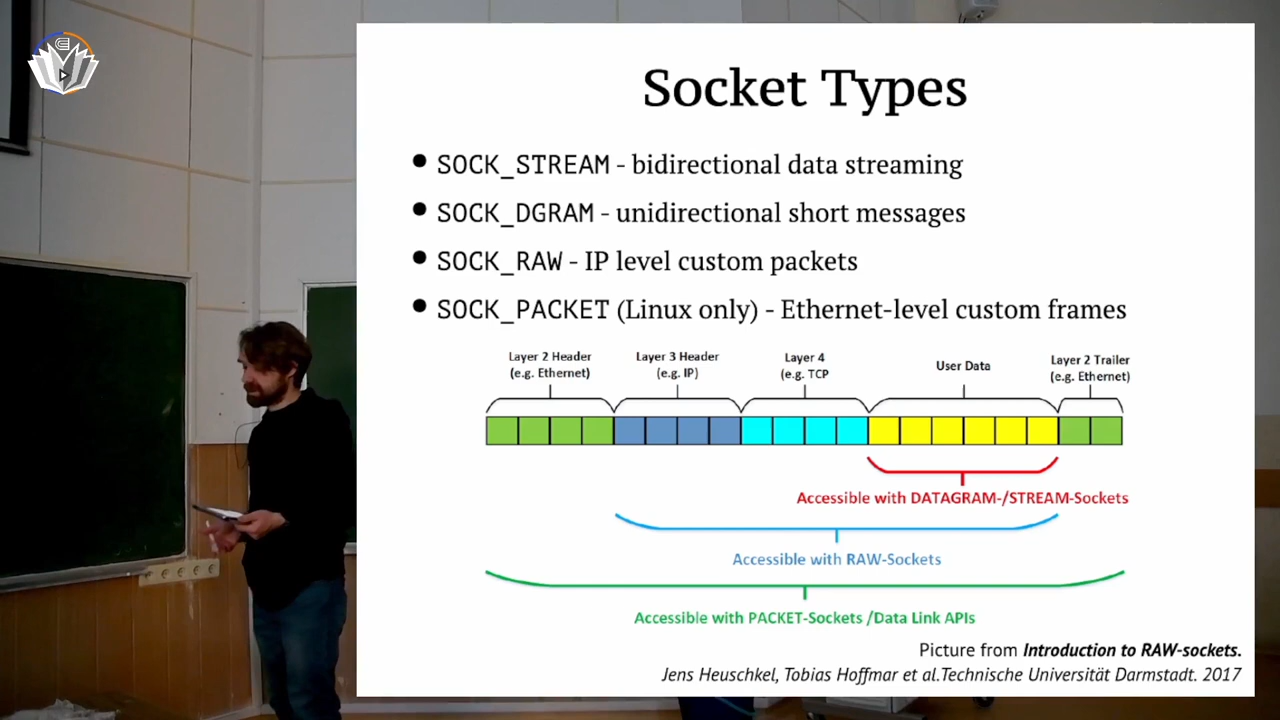 Socket Types
• SOCK_STREAM - bidirectional data streaming
• SOCK_DGRAM - unidirectional short messages
• SOCK_RAW - IP level custom packets
• SOCK_PACKET (Linux only) - Ethernet-level custom frames
Layer 2 Header
(e.g. Ethernet)
Layer 3 Header
(e.g. IP)
Layer 4
(e.g. TCP
User Data
Layer 2 Trailer
(e.g. Ethernet)
Accessible with DATAGRAM-/STREAM-Sockets
Accessible with RAW-Sockets
Accessible with PACKET-Sockets /Data Link APIs
Picture from Introduction to RAW-sockets.
Jens Heuschkel, Tobias Hoffmar et al.Technische Universität Darmstadt. 2017